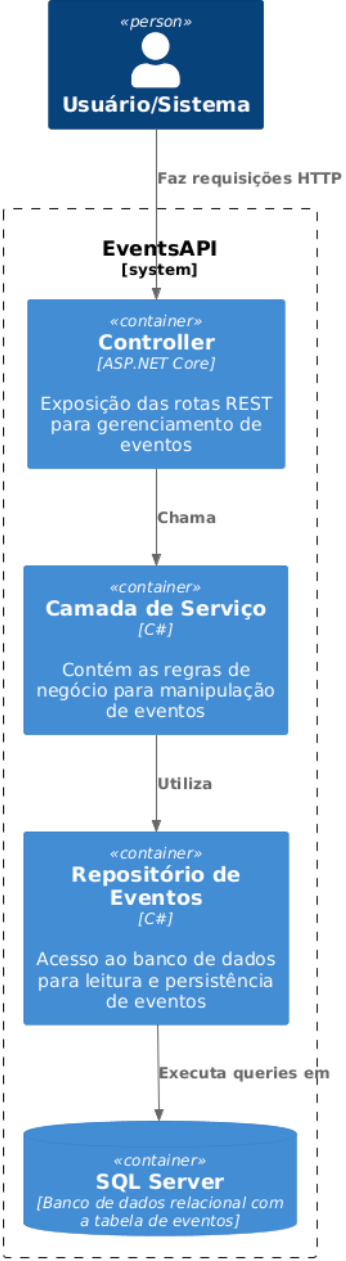 «person»
Usuário/Sistema
Faz requisições HTTP
EventsAPI
[system]
«container»
Controller
[ASP.NET Core]
Exposição das rotas REST
para gerenciamento de
eventos
Chama
«container»
Camada de Serviço
[C#]
Contém as regras de
negócio para manipulação
de eventos
Utiliza
«container»
Repositório de
Eventos
[C#]
Acesso ao banco de dados
para leitura e persistência
de eventos
Executa queries em
«container»
SQL Server
[Banco de dados relacional com
a tabela de eventos]